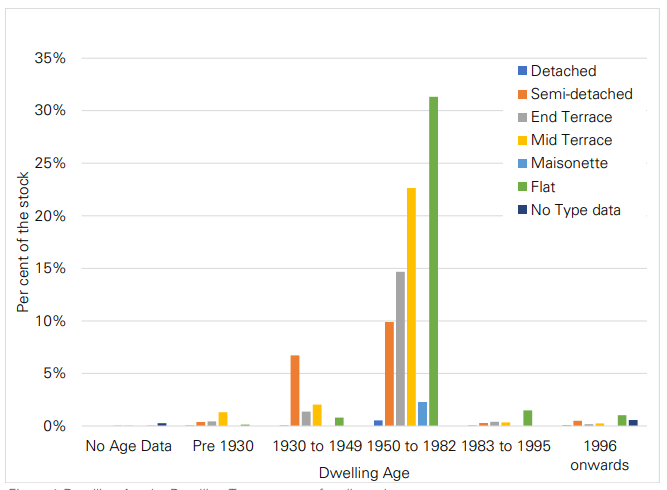 35%
30%
25%
20%
15%
10%
5%
0%
Per cent of the stock
Detached
Semi-detached
End Terrace
Mid Terrace
Maisonette
Flat
No Type data
No Age Data Pre 1930 1930 to 1949 1950 to 1982 1983 to 1995 1996 onwards
Dwelling Age